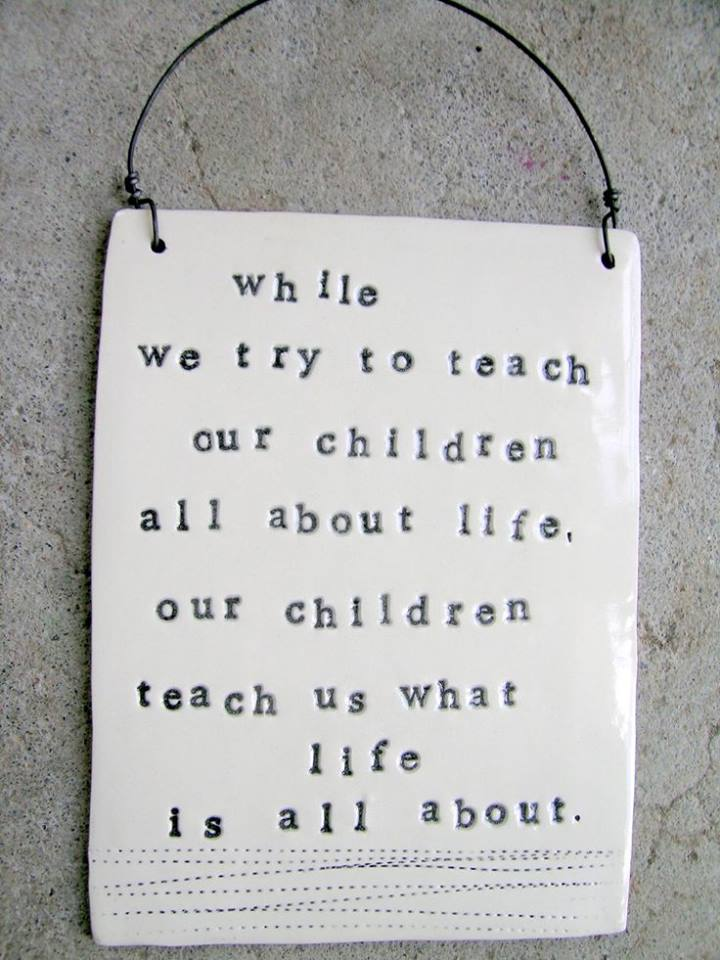 while
we try to teach
our children
all about life,
our children
teach us what
life
is all about.